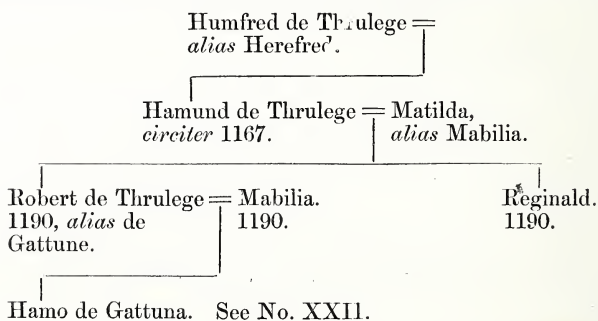 Humfred de Thrulege =
alias Herefred.
Hamund de Thrulege = Matilda,
circiter 1167. alias Mabilia.
Robert de Thrulege = Mabilia. Reginald.
1190, alias de 1190. 1190.
Gattune.
Hamo de Gattuna. See No. XXII.